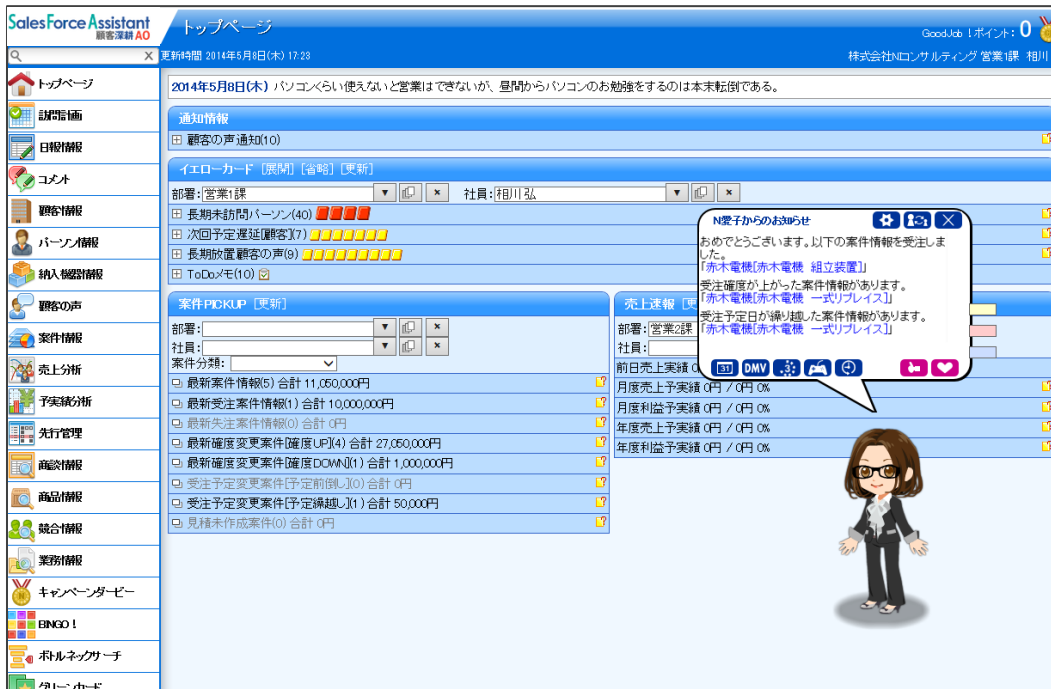 Sales Force Assistant
顧客深耕 AO
トップページ
GoodJob！ポイント: 0
X
更新時間 2014年5月8日(木) 17:23
株式会社NIコンサルティング 営業1課 相川
トップページ
訪問計画
日報情報
コメント
顧客情報
パーソン情報
納入機器情報
顧客の声
案件情報
売上分析
予実績分析
先行管理
商談情報
商品情報
競合情報
業務情報
キャンペーンダービー
BINGO！
ボトルネックサーチ
グリーンカード
2014年5月8日(木) パソコンくらい使えないと営業はできないが、昼間からパソコンのお勉強をするのは本末転倒である。
通知情報
顧客の声通知(10)
イエローカード [展開] [省略] [更新]
部署: 営業1課 社員: 相川 弘
長期未訪問パーソン(40)
次回予定遅延[顧客](7)
長期放置顧客の声(9)
ToDoメモ(10)
案件PICKUP [更新]
部署:
社員:
案件分類:
最新案件情報(5) 合計 11,050,000円
最新受注案件情報(1) 合計 10,000,000円
最新失注案件情報(0) 合計 0円
最新確度変更案件[確度UP](4) 合計 27,050,000円
最新確度変更案件[確度DOWN](1) 合計 1,000,000円
受注予定変更案件[予定前倒し](0) 合計 0円
受注予定変更案件[予定繰越し](1) 合計 50,000円
見積未作成案件(0) 合計 0円
売上速報 [更
部署: 営業2課
社員:
前日売上実績 0
月度売上予実績 0円 / 0円 0%
月度利益予実績 0円 / 0円 0%
年度売上予実績 0円 / 0円 0%
年度利益予実績 0円 / 0円 0%
N愛子からのお知らせ
おめでとうございます。以下の案件情報を受注しま
した。
「赤木電機[赤木電機 組立装置]」
受注確度が上がった案件情報があります。
「赤木電機[赤木電機 一式リプレイス]」
受注予定日が繰り越した案件情報があります。
「赤木電機[赤木電機 一式リプレイス]」
31 DMV 3